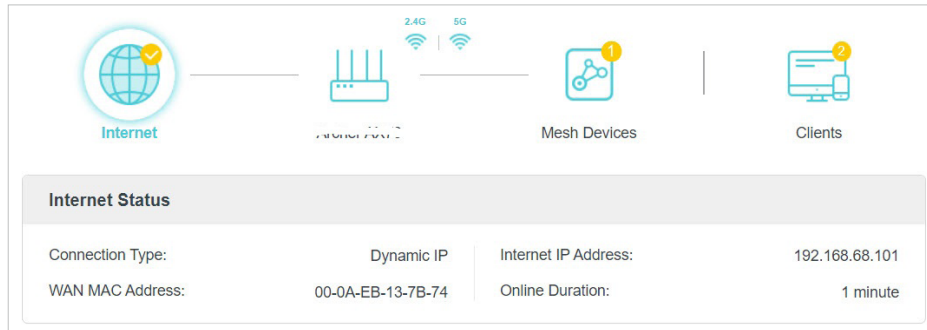 2.4G 5G
1
2
Internet
Mesh Devices
Clients
Internet Status
Connection Type: Dynamic IP Internet IP Address: 192.168.68.101
WAN MAC Address: 00-0A-EB-13-7B-74 Online Duration: 1 minute